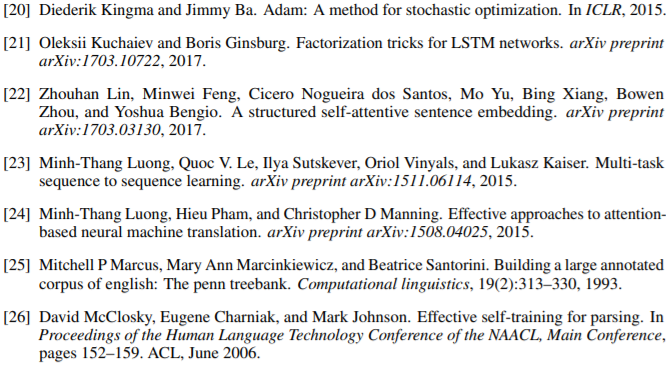 [20] Diederik Kingma and Jimmy Ba. Adam: A method for stochastic optimization. In ICLR, 2015.
[21] Oleksii Kuchaiev and Boris Ginsburg. Factorization tricks for LSTM networks. arXiv preprint
arXiv:1703.10722, 2017.
[22] Zhouhan Lin, Minwei Feng, Cicero Nogueira dos Santos, Mo Yu, Bing Xiang, Bowen
Zhou, and Yoshua Bengio. A structured self-attentive sentence embedding. arXiv preprint
arXiv:1703.03130, 2017.
[23] Minh-Thang Luong, Quoc V. Le, Ilya Sutskever, Oriol Vinyals, and Lukasz Kaiser. Multi-task
sequence to sequence learning. arXiv preprint arXiv:1511.06114, 2015.
[24] Minh-Thang Luong, Hieu Pham, and Christopher D Manning. Effective approaches to attention-
based neural machine translation. arXiv preprint arXiv:1508.04025, 2015.
[25] Mitchell P Marcus, Mary Ann Marcinkiewicz, and Beatrice Santorini. Building a large annotated
corpus of english: The penn treebank. Computational linguistics, 19(2):313–330, 1993.
[26] David McClosky, Eugene Charniak, and Mark Johnson. Effective self-training for parsing. In
Proceedings of the Human Language Technology Conference of the NAACL, Main Conference,
pages 152–159. ACL, June 2006.